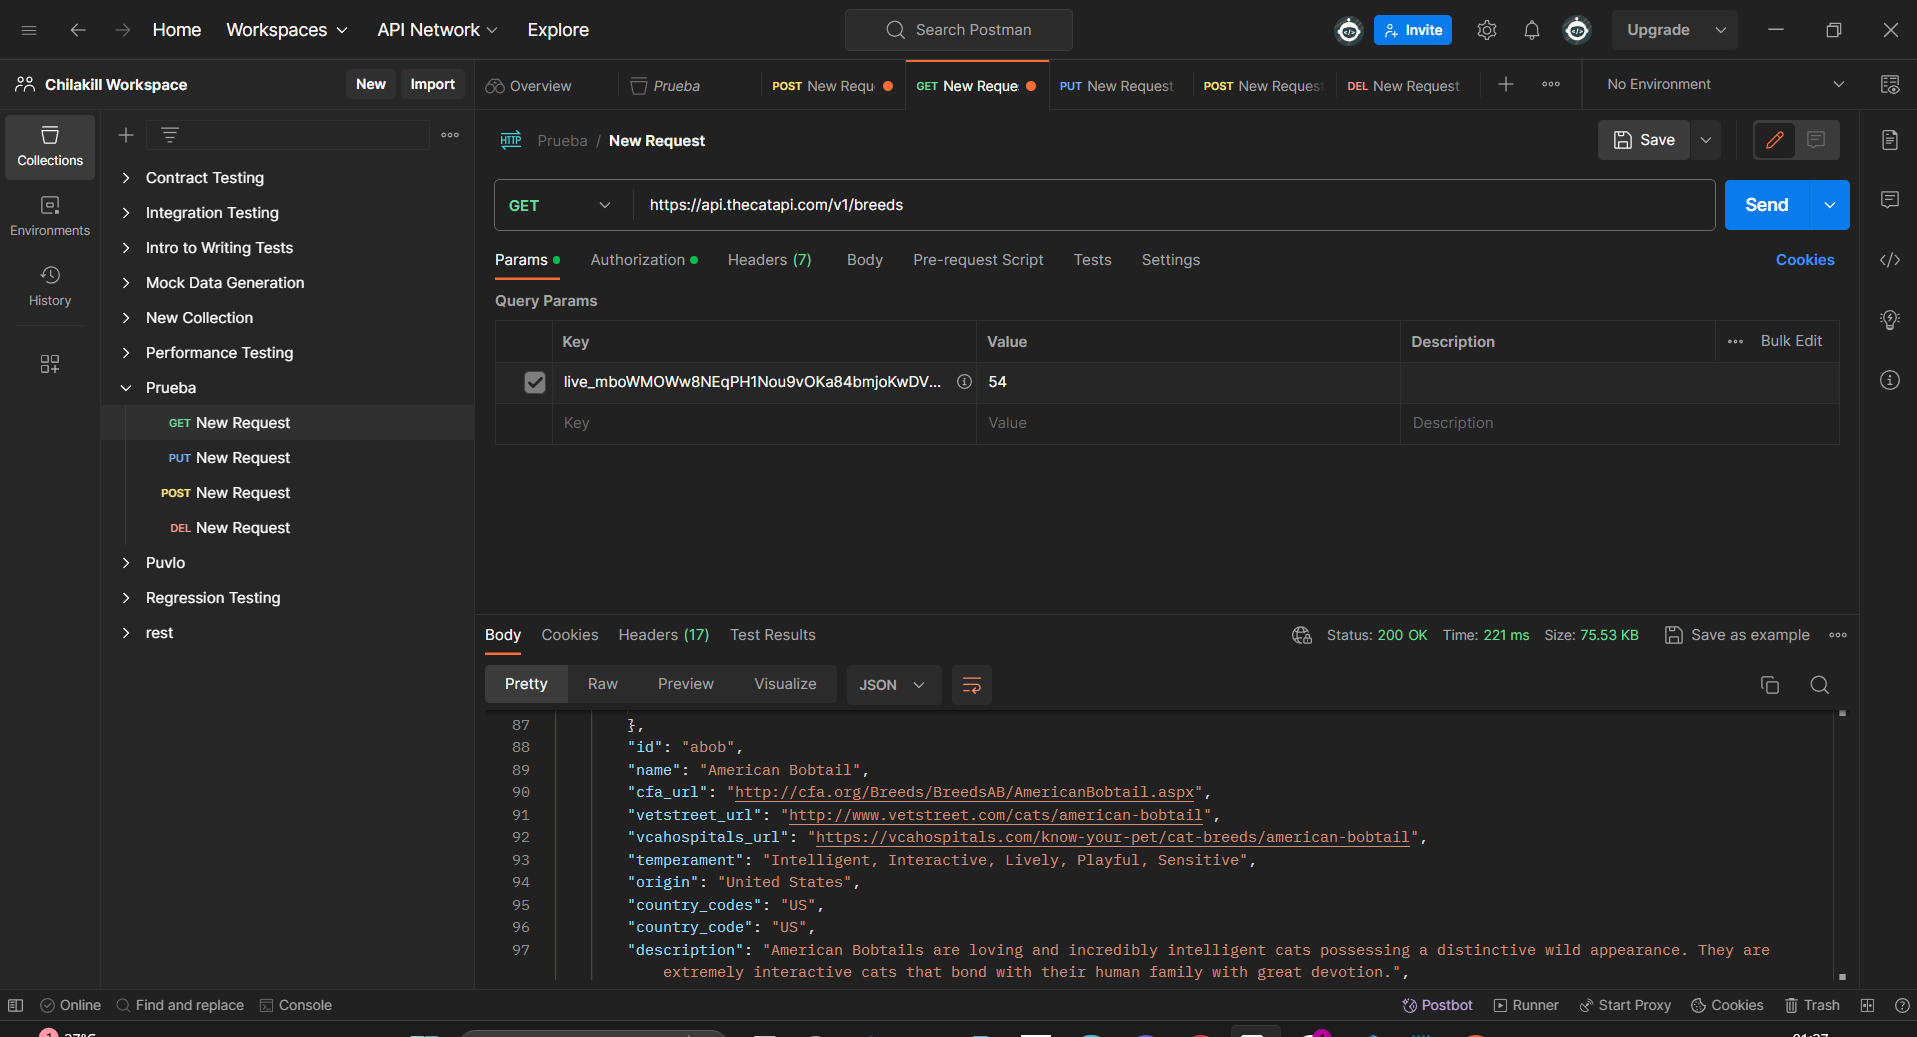 Home Workspaces API Network Explore Search Postman Invite Upgrade
Chilakill Workspace New Import Overview Prueba POST New Requ GET New Reque PUT New Request POST New Request DEL New Request No Environment
Collections
Environments
History
Contract Testing
Integration Testing
Intro to Writing Tests
Mock Data Generation
New Collection
Performance Testing
Prueba
GET New Request
PUT New Request
POST New Request
DEL New Request
Puvlo
Regression Testing
rest
HTTP Prueba / New Request Save
GET https://api.thecatapi.com/v1/breeds Send
Params Authorization Headers (7) Body Pre-request Script Tests Settings Cookies
Query Params
Key Value Description Bulk Edit
live_mboWMOWw8NEqPH1Nou9vOKa84bmjoKwDV... 54
Key Value Description
Body Cookies Headers (17) Test Results Status: 200 OK Time: 221 ms Size: 75.53 KB Save as example
Pretty Raw Preview Visualize JSON
87 },
88 "id": "abob",
89 "name": "American Bobtail",
90 "cfa_url": "http://cfa.org/Breeds/BreedsAB/AmericanBobtail.aspx",
91 "vetstreet_url": "http://www.vetstreet.com/cats/american-bobtail",
92 "vcahospitals_url": "https://vcahospitals.com/know-your-pet/cat-breeds/american-bobtail",
93 "temperament": "Intelligent, Interactive, Lively, Playful, Sensitive",
94 "origin": "United States",
95 "country_codes": "US",
96 "country_code": "US",
97 "description": "American Bobtails are loving and incredibly intelligent cats possessing a distinctive wild appearance. They are
extremely interactive cats that bond with their human family with great devotion.",
Online Find and replace Console Postbot Runner Start Proxy Cookies Trash